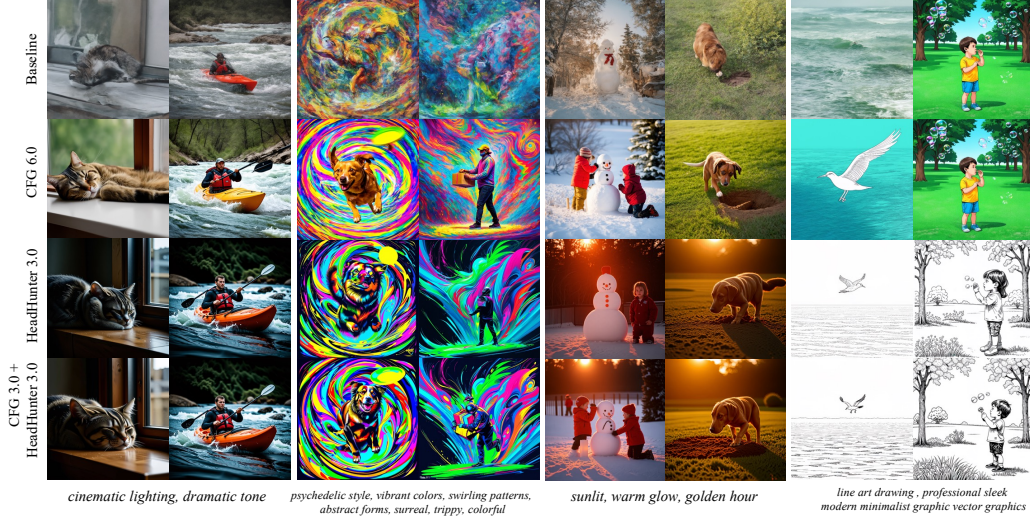 Baseline
CFG 6.0
HeadHunter 3.0
CFG 3.0 +
HeadHunter 3.0
cinematic lighting, dramatic tone
psychedelic style, vibrant colors, swirling patterns,
abstract forms, surreal, trippy, colorful
sunlit, warm glow, golden hour
line art drawing , professional sleek
modern minimalist graphic vector graphics